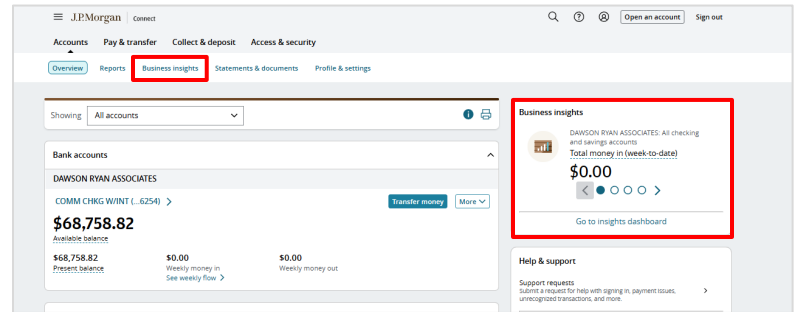 J.P.Morgan | Connect
Open an account
Sign out
Accounts Pay & transfer Collect & deposit Access & security
Overview Reports Business insights Statements & documents Profile & settings
Showing All accounts
Bank accounts
DAWSON RYAN ASSOCIATES
COMM CHKG W/INT (...6254)
Transfer money More
$68,758.82
Available balance
$68,758.82 $0.00 $0.00
Present balance Weekly money in Weekly money out
See weekly flow
Business insights
DAWSON RYAN ASSOCIATES: All checking
and savings accounts
Total money in (week-to-date)
$0.00
Go to insights dashboard
Help & support
Support requests
Submit a request for help with signing in, payment issues,
unrecognized transactions, and more.